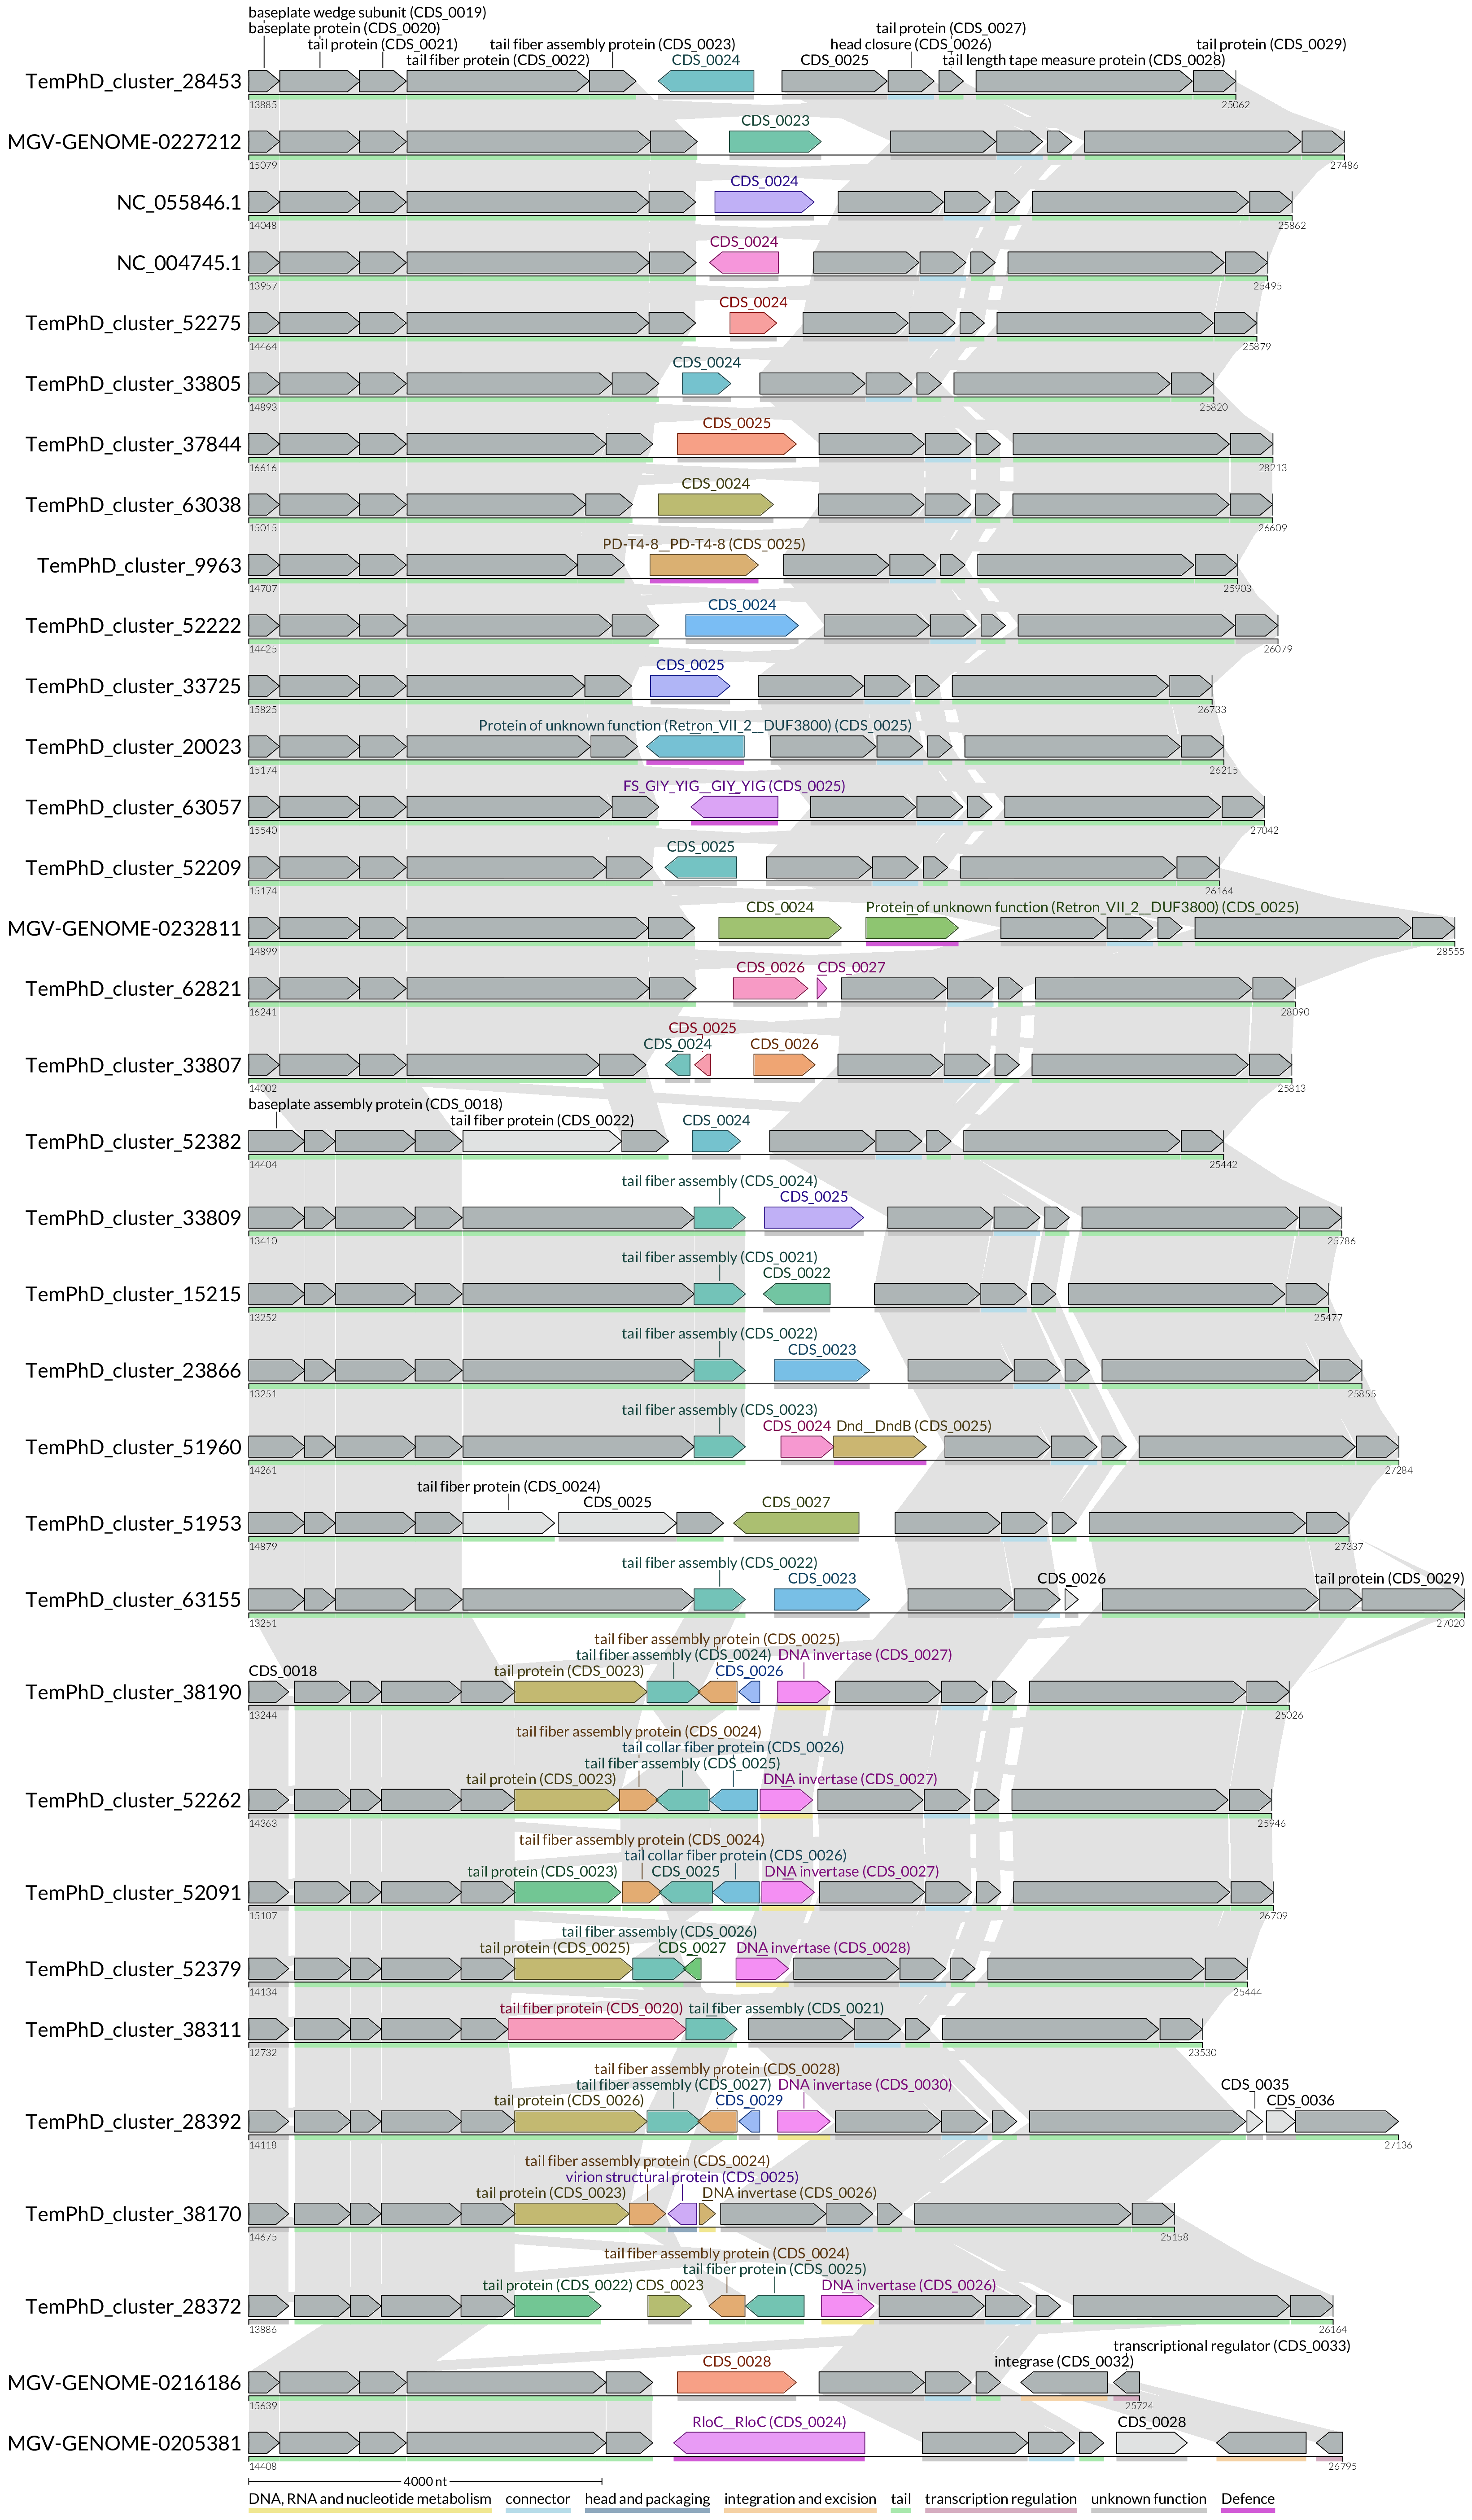 baseplate wedge subunit (CDS_0019)
baseplate protein (CDS_0020)
tail protein (CDS_0027)
tail protein (CDS_0021)
tail fiber assembly protein (CDS_0023)
head closure (CDS_0026)
tail protein (CDS_0029)
tail fiber protein (CDS_0022)
CDS_0024
CDS_0025
tail length tape measure protein (CDS_0028)
TemPhD_cluster_28453
13885
25062
CDS_0023
MGV-GENOME-0227212
15079
27486
CDS_0024
NC_055846.1
14048
25862
CDS_0024
NC_004745.1
13957
25495
CDS_0024
TemPhD_cluster_52275
14464
25879
CDS_0024
TemPhD_cluster_33805
14893
25820
CDS_0025
TemPhD_cluster_37844
16616
28213
CDS_0024
TemPhD_cluster_63038
15015
26609
PD-T4-8__PD-T4-8 (CDS_0025)
TemPhD_cluster_9963
14707
25903
CDS_0024
TemPhD_cluster_52222
14425
26079
CDS_0025
TemPhD_cluster_33725
15825
26733
Protein of unknown function (Retron_VII_2__DUF3800) (CDS_0025)
TemPhD_cluster_20023
15174
26215
FS_GIY_YIG__GIY_YIG (CDS_0025)
TemPhD_cluster_63057
15540
27042
CDS_0025
TemPhD_cluster_52209
15174
26164
CDS_0024
Protein of unknown function (Retron_VII_2__DUF3800) (CDS_0025)
MGV-GENOME-0232811
14899
28555
CDS_0026
CDS_0027
TemPhD_cluster_62821
16241
28090
CDS_0025
CDS_0024
CDS_0026
TemPhD_cluster_33807
14002
25813
baseplate assembly protein (CDS_0018)
tail fiber protein (CDS_0022)
CDS_0024
TemPhD_cluster_52382
14404
25442
tail fiber assembly (CDS_0024)
CDS_0025
TemPhD_cluster_33809
13410
25786
tail fiber assembly (CDS_0021)
CDS_0022
TemPhD_cluster_15215
13252
25477
tail fiber assembly (CDS_0022)
CDS_0023
TemPhD_cluster_23866
13251
25855
tail fiber assembly (CDS_0023)
CDS_0024
Dnd__DndB (CDS_0025)
TemPhD_cluster_51960
14261
27284
tail fiber protein (CDS_0024)
CDS_0025
CDS_0027
TemPhD_cluster_51953
14879
27337
tail fiber assembly (CDS_0022)
CDS_0023
CDS_0026
tail protein (CDS_0029)
TemPhD_cluster_63155
13251
27020
tail fiber assembly protein (CDS_0025)
tail fiber assembly (CDS_0024)
DNA invertase (CDS_0027)
CDS_0018
tail protein (CDS_0023)
CDS_0026
TemPhD_cluster_38190
13244
25026
tail fiber assembly protein (CDS_0024)
tail collar fiber protein (CDS_0026)
tail fiber assembly (CDS_0025)
tail protein (CDS_0023)
DNA invertase (CDS_0027)
TemPhD_cluster_52262
14363
25946
tail fiber assembly protein (CDS_0024)
tail collar fiber protein (CDS_0026)
tail protein (CDS_0023)
CDS_0025
DNA invertase (CDS_0027)
TemPhD_cluster_52091
15107
26709
tail fiber assembly (CDS_0026)
tail protein (CDS_0025)
CDS_0027
DNA invertase (CDS_0028)
TemPhD_cluster_52379
14134
25444
tail fiber protein (CDS_0020)
tail fiber assembly (CDS_0021)
TemPhD_cluster_38311
12732
23530
tail fiber assembly protein (CDS_0028)
tail fiber assembly (CDS_0027)
DNA invertase (CDS_0030)
CDS_0035
tail protein (CDS_0026)
CDS_0029
CDS_0036
TemPhD_cluster_28392
14118
27136
tail fiber assembly protein (CDS_0024)
virion structural protein (CDS_0025)
tail protein (CDS_0023)
DNA invertase (CDS_0026)
TemPhD_cluster_38170
14675
25158
tail fiber assembly protein (CDS_0024)
tail fiber protein (CDS_0025)
tail protein (CDS_0022)
CDS_0023
DNA invertase (CDS_0026)
TemPhD_cluster_28372
13886
26164
transcriptional regulator (CDS_0033)
CDS_0028
integrase (CDS_0032)
MGV-GENOME-0216186
15639
25724
RloC__RloC (CDS_0024)
CDS_0028
MGV-GENOME-0205381
14408
26795
4000 nt
DNA, RNA and nucleotide metabolism
connector
head and packaging
integration and excision
tail
transcription regulation
unknown function
Defence